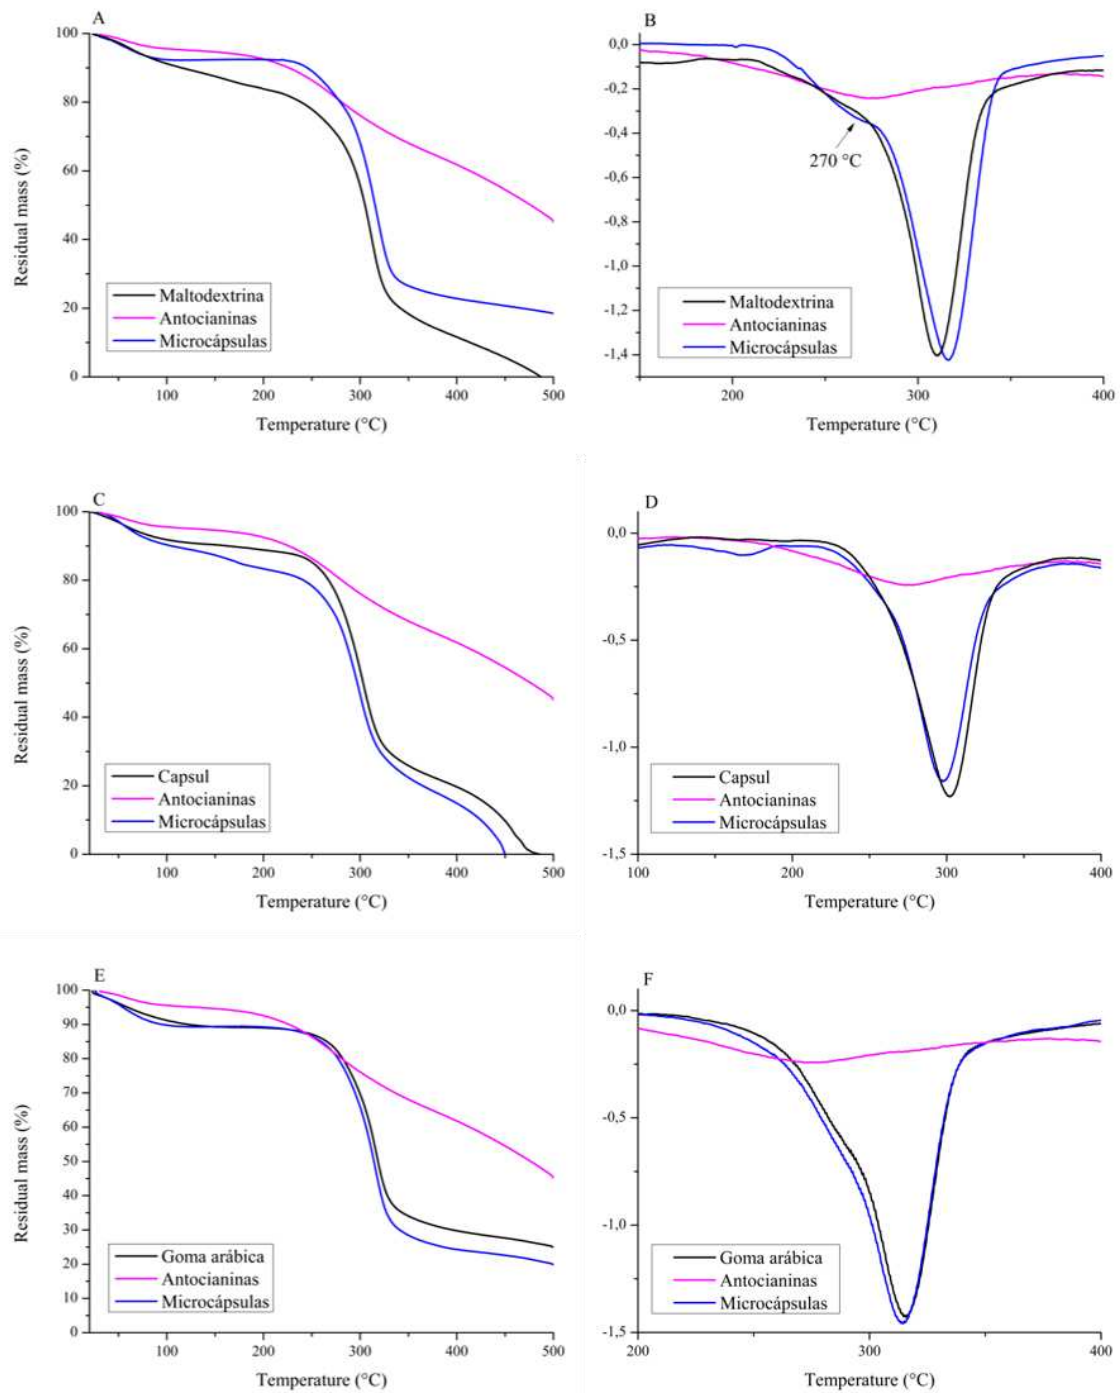 A
100
80
60
40
20
0
Residual mass (%)
Maltodextrina
Antocianinas
Microcápsulas
100
200
300
400
500
Temperature (°C)
B
0,0
-0,2
-0,4
-0,6
-0,8
-1,0
-1,2
-1,4
270 °C
Maltodextrina
Antocianinas
Microcápsulas
200
300
400
Temperature (°C)
C
100
80
60
40
20
0
Residual mass (%)
Capsul
Antocianinas
Microcápsulas
100
200
300
400
500
Temperature (°C)
D
0,0
-0,5
-1,0
-1,5
Capsul
Antocianinas
Microcápsulas
100
200
300
400
Temperature (°C)
E
100
90
80
70
60
50
40
30
20
10
0
Residual mass (%)
Goma arábica
Antocianinas
Microcápsulas
100
200
300
400
500
Temperature (°C)
F
0,0
-0,5
-1,0
-1,5
Goma arábica
Antocianinas
Microcápsulas
200
300
400
Temperature (°C)